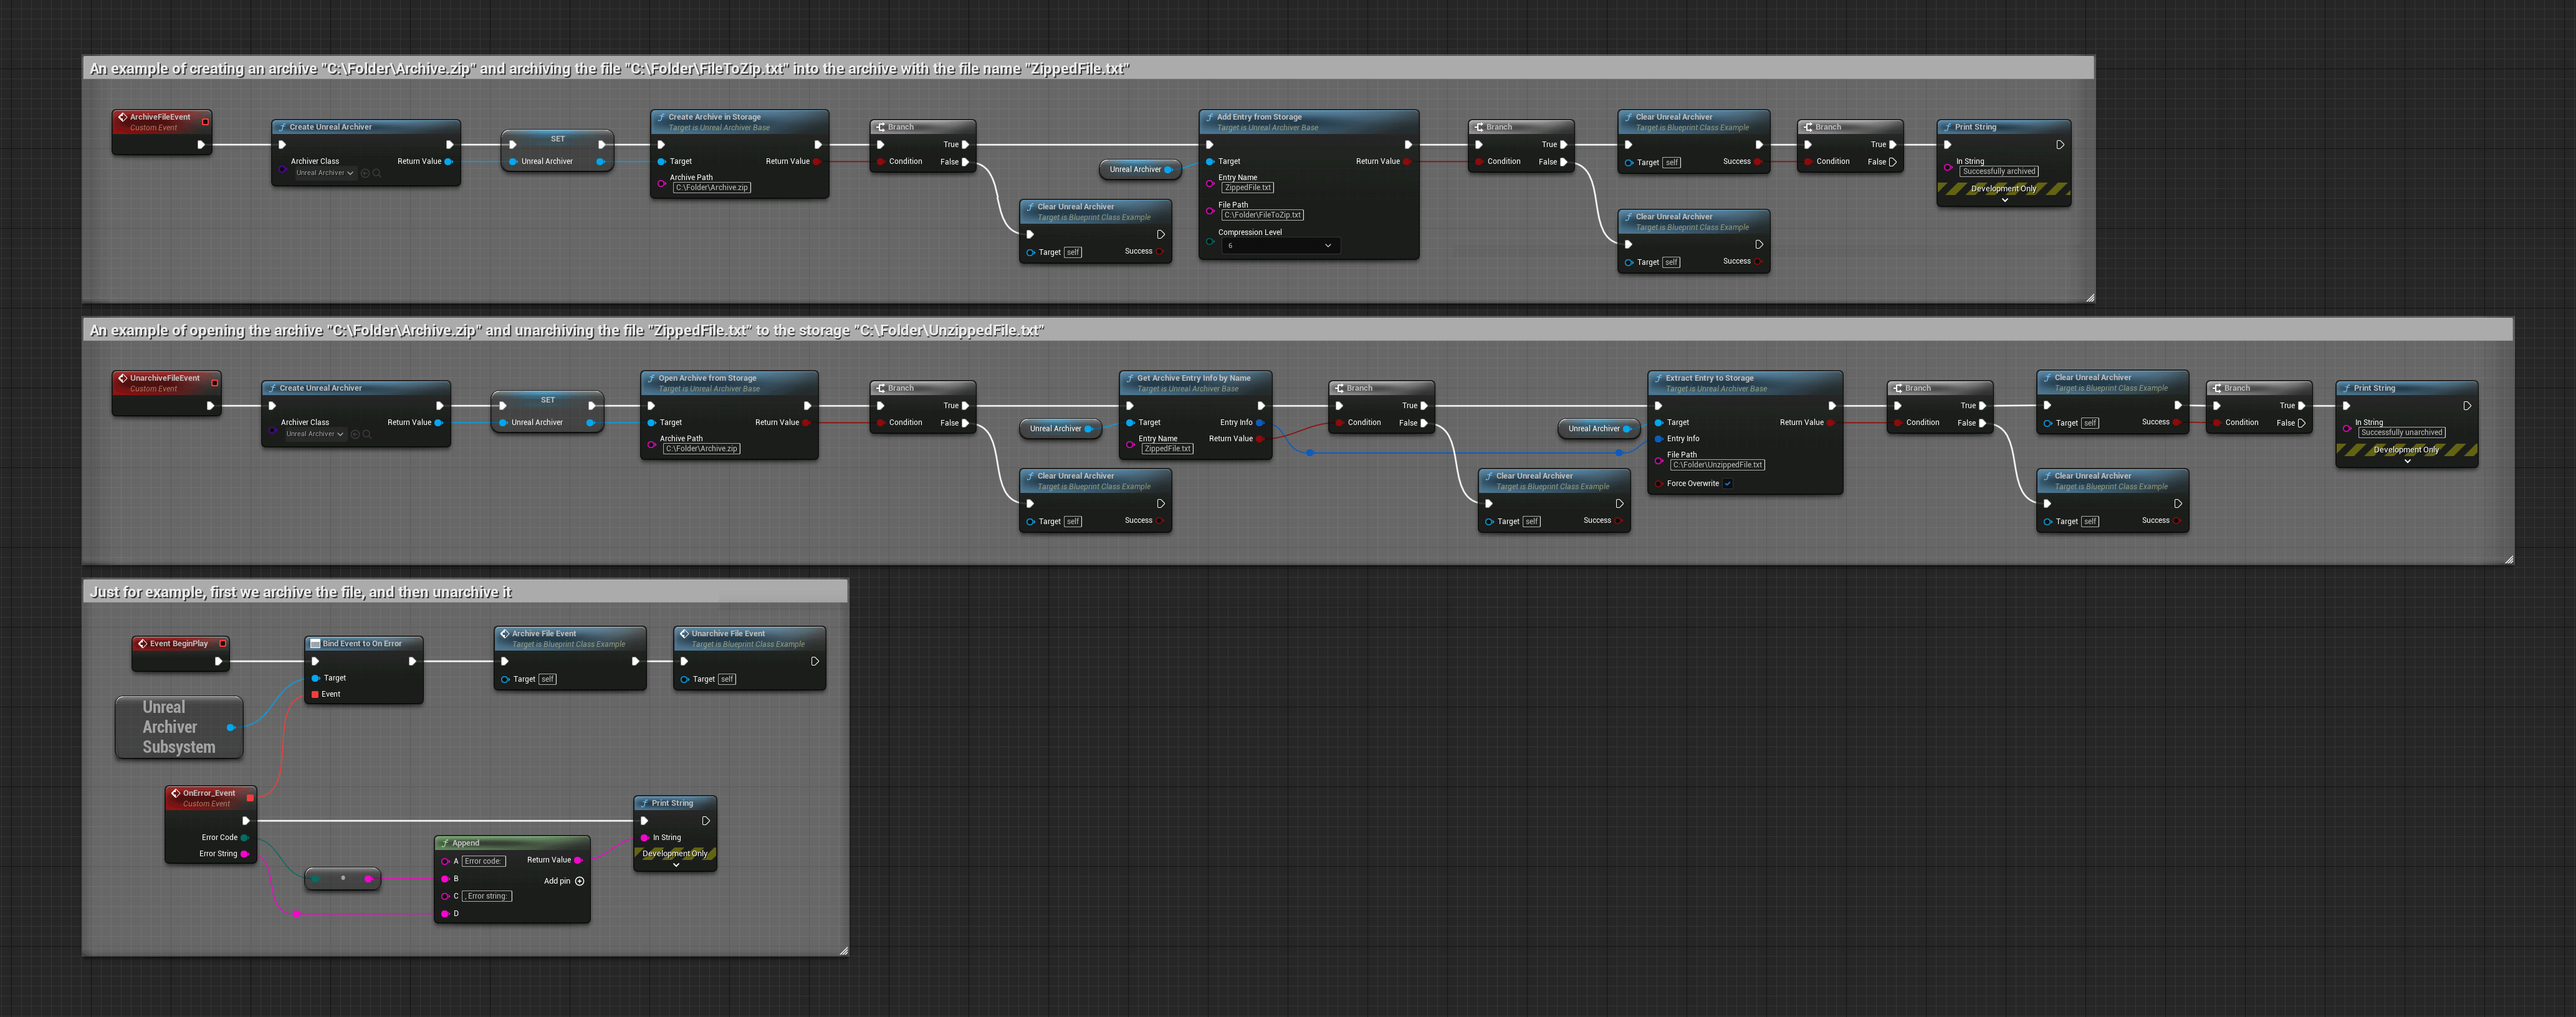 An example of creating an archive "C:\Folder\Archive.zip" and archiving the file "C:\Folder\FileToZip.txt" into the archive with the file name "ZippedFile.txt"
ArchiveFileEvent
Custom Event
Create Unreal Archiver
Archiver Class
Unreal Archiver
Return Value
SET
Unreal Archiver
Create Archive in Storage
Target is Unreal Archiver Base
Target
Return Value
Archive Path
C:\Folder\Archive.zip
Branch
True
Condition
False
Clear Unreal Archiver
Target is Blueprint Class Example
Target self
Success
Unreal Archiver
Add Entry from Storage
Target is Unreal Archiver Base
Target
Return Value
Entry Name
ZippedFile.txt
File Path
C:\Folder\FileToZip.txt
Compression Level
6
Branch
True
Condition
False
Clear Unreal Archiver
Target is Blueprint Class Example
Target self
Success
Clear Unreal Archiver
Target is Blueprint Class Example
Target self
Success
Branch
True
Condition
False
Print String
In String
Successfully archived
Development Only
An example of opening the archive "C:\Folder\Archive.zip" and unarchiving the file "ZippedFile.txt" to the storage "C:\Folder\UnzippedFile.txt"
UnarchiveFileEvent
Custom Event
Create Unreal Archiver
Archiver Class
Unreal Archiver
Return Value
SET
Unreal Archiver
Open Archive from Storage
Target is Unreal Archiver Base
Target
Return Value
Archive Path
C:\Folder\Archive.zip
Branch
True
Condition
False
Clear Unreal Archiver
Target is Blueprint Class Example
Target self
Success
Unreal Archiver
Get Archive Entry Info by Name
Target is Unreal Archiver Base
Target
Entry Info
Entry Name
ZippedFile.txt
Return Value
Branch
True
Condition
False
Clear Unreal Archiver
Target is Blueprint Class Example
Target self
Success
Unreal Archiver
Extract Entry to Storage
Target is Unreal Archiver Base
Target
Return Value
Entry Info
File Path
C:\Folder\UnzippedFile.txt
Force Overwrite
Branch
True
Condition
False
Clear Unreal Archiver
Target is Blueprint Class Example
Target self
Success
Clear Unreal Archiver
Target is Blueprint Class Example
Target self
Success
Branch
True
Condition
False
Print String
In String
Successfully unarchived
Development Only
Just for example, first we archive the file, and then unarchive it
Event BeginPlay
Bind Event to On Error
Target
Event
Archive File Event
Target is Blueprint Class Example
Target self
Unarchive File Event
Target is Blueprint Class Example
Target self
Unreal
Archiver
Subsystem
OnError_Event
Custom Event
Error Code
Error String
Append
A Error code:
Return Value
B
Add pin
C , Error string:
D
Print String
In String
Development Only